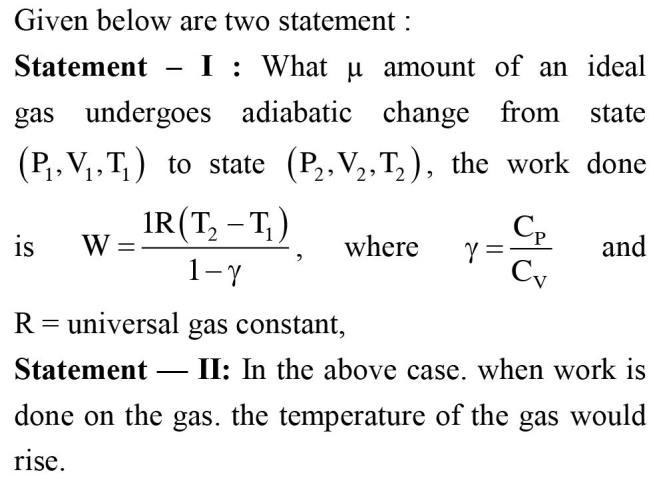 Given below are two statement :
Statement – I : What μ amount of an ideal
gas undergoes adiabatic change from state
(P₁,V₁,T₁) to state (P₂,V₂,T₂), the work done
is W = 1R(T₂ – T₁) / 1 – γ, where γ = C_P / C_V and
R = universal gas constant,
Statement — II: In the above case. when work is
done on the gas. the temperature of the gas would
rise.